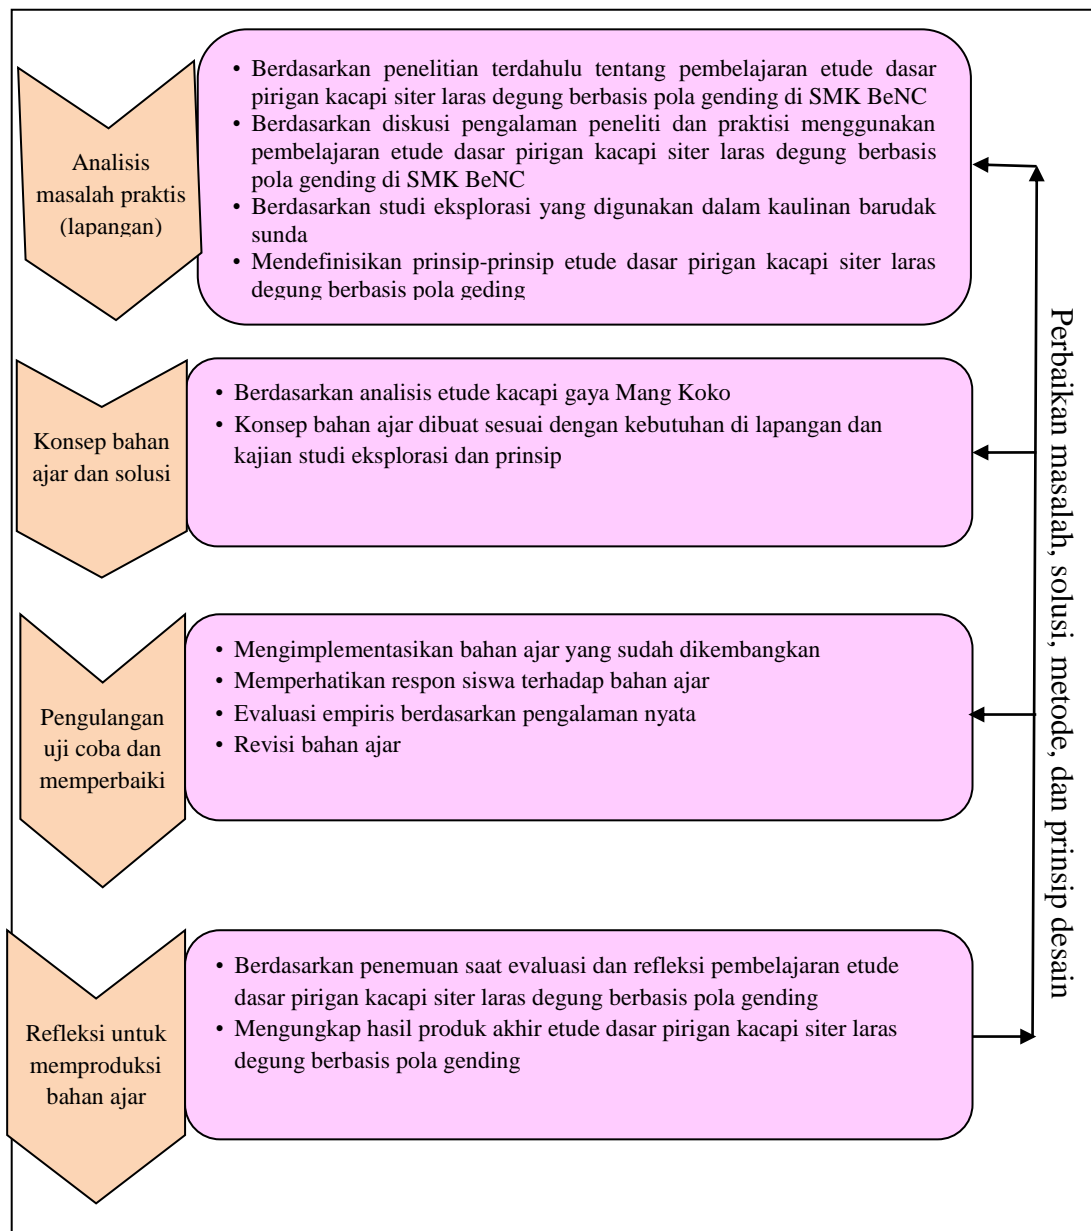 Analisis
masalah praktis
(lapangan)
• Berdasarkan penelitian terdahulu tentang pembelajaran etude dasar
pirigan kacapi siter laras degung berbasis pola gending di SMK BeNC
• Berdasarkan diskusi pengalaman peneliti dan praktisi menggunakan
pembelajaran etude dasar pirigan kacapi siter laras degung berbasis
pola gending di SMK BeNC
• Berdasarkan studi eksplorasi yang digunakan dalam kaulinan barudak
sunda
• Mendefinisikan prinsip-prinsip etude dasar pirigan kacapi siter laras
degung berbasis pola geding
Konsep bahan
ajar dan solusi
• Berdasarkan analisis etude kacapi gaya Mang Koko
• Konsep bahan ajar dibuat sesuai dengan kebutuhan di lapangan dan
kajian studi eksplorasi dan prinsip
Pengulangan
uji coba dan
memperbaiki
• Mengimplementasikan bahan ajar yang sudah dikembangkan
• Memperhatikan respon siswa terhadap bahan ajar
• Evaluasi empiris berdasarkan pengalaman nyata
• Revisi bahan ajar
Refleksi untuk
memproduksi
bahan ajar
• Berdasarkan penemuan saat evaluasi dan refleksi pembelajaran etude
dasar pirigan kacapi siter laras degung berbasis pola gending
• Mengungkap hasil produk akhir etude dasar pirigan kacapi siter laras
degung berbasis pola gending
Perbaikan masalah, solusi, metode, dan prinsip desain